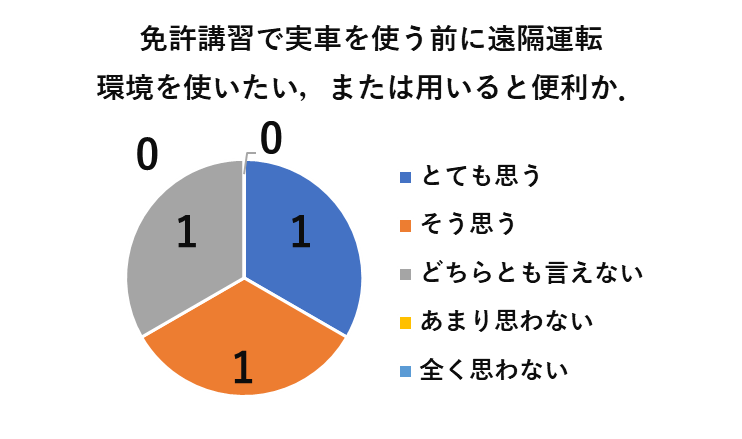 免許講習で実車を使う前に遠隔運転
環境を使いたい，または用いると便利か．
0
0
1
1
1
とても思う
そう思う
どちらとも言えない
あまり思わない
全く思わない